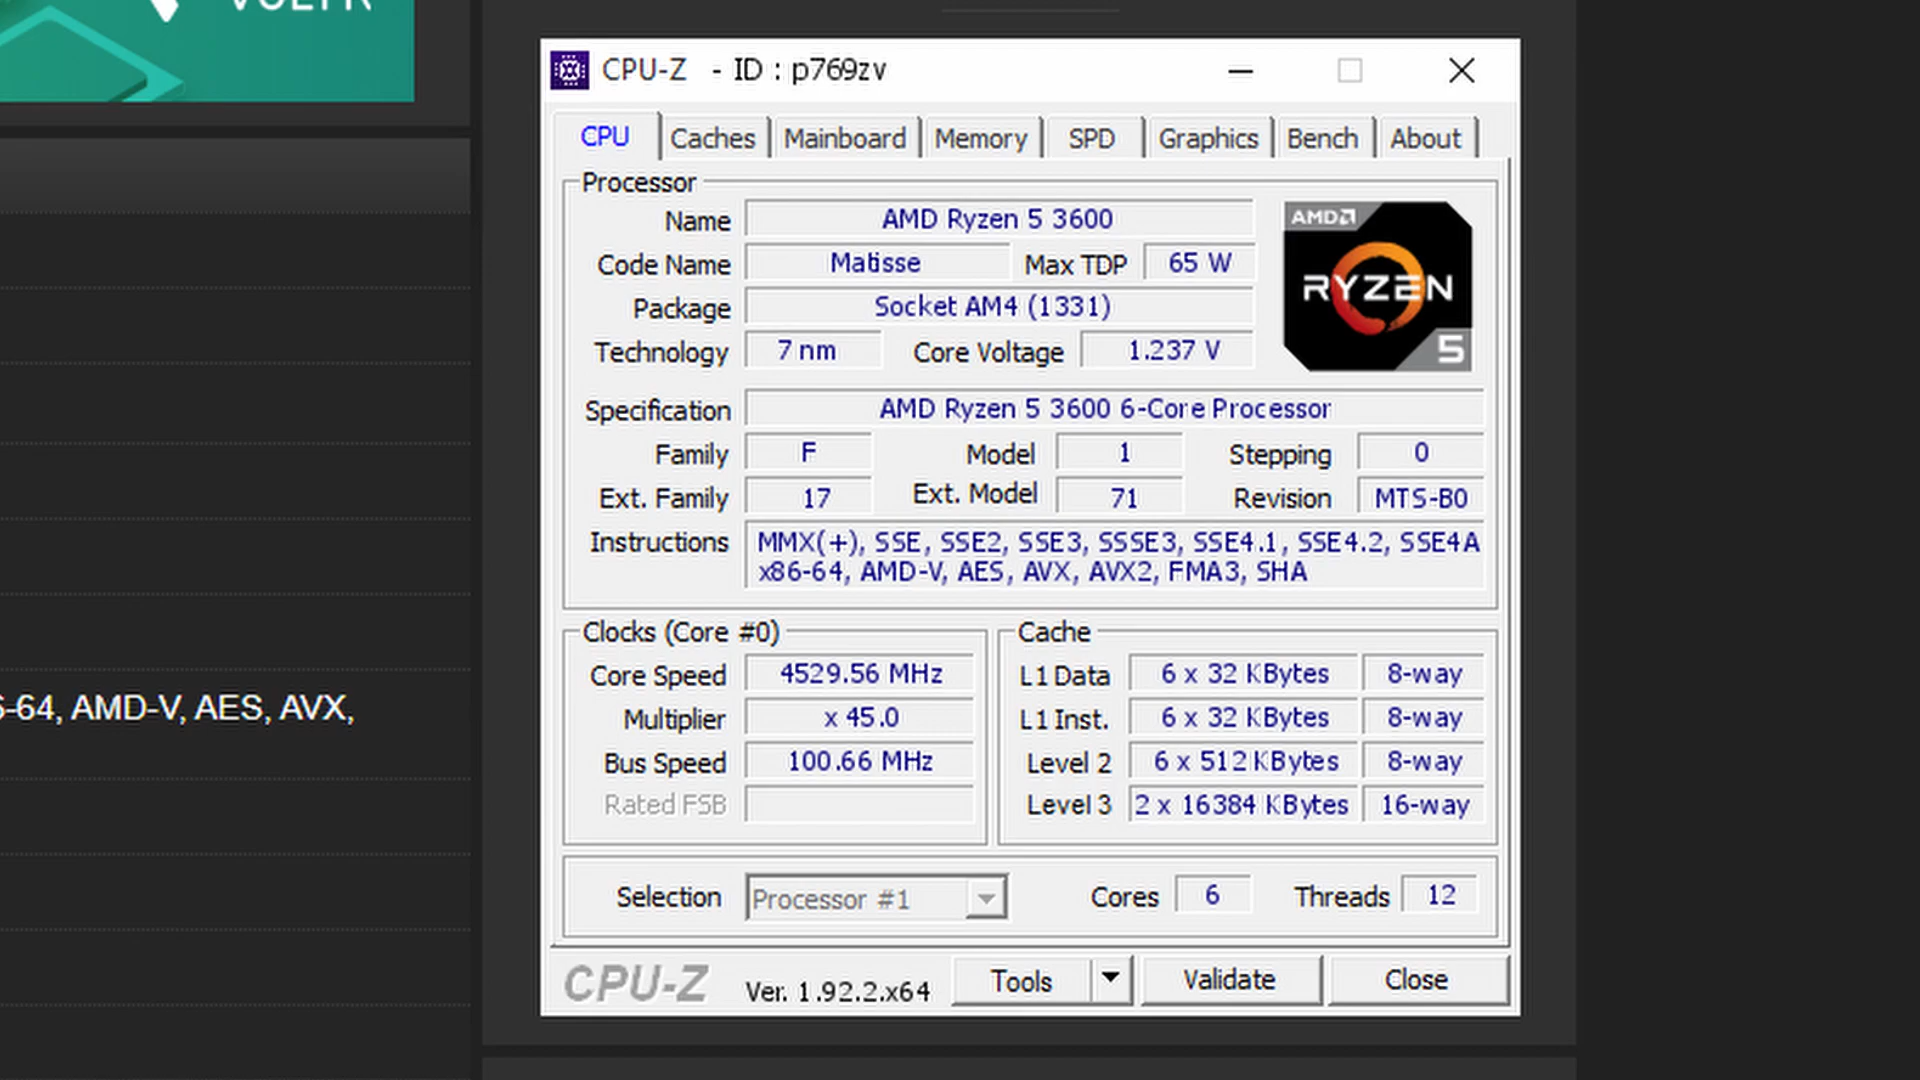 CPU-Z - ID : p769zv
CPU Caches Mainboard Memory SPD Graphics Bench About
Processor
Name AMD Ryzen 5 3600
AMD
RYZEN
5
Code Name Matisse Max TDP 65 W
Package Socket AM4 (1331)
Technology 7 nm Core Voltage 1.237 V
Specification AMD Ryzen 5 3600 6-Core Processor
Family F Model 1 Stepping 0
Ext. Family 17 Ext. Model 71 Revision MTS-B0
Instructions MMX(+), SSE, SSE2, SSE3, SSSE3, SSE4.1, SSE4.2, SSE4A
x86-64, AMD-V, AES, AVX, AVX2, FMA3, SHA
Clocks (Core #0)
Core Speed 4529.56 MHz
Multiplier x 45.0
Bus Speed 100.66 MHz
Rated FSB
Cache
L1 Data 6 x 32 KBytes 8-way
L1 Inst. 6 x 32 KBytes 8-way
Level 2 6 x 512 KBytes 8-way
Level 3 2 x 16384 KBytes 16-way
-64, AMD-V, AES, AVX,
Selection Processor #1 Cores 6 Threads 12
CPU-Z Ver. 1.92.2.x64 Tools Validate Close